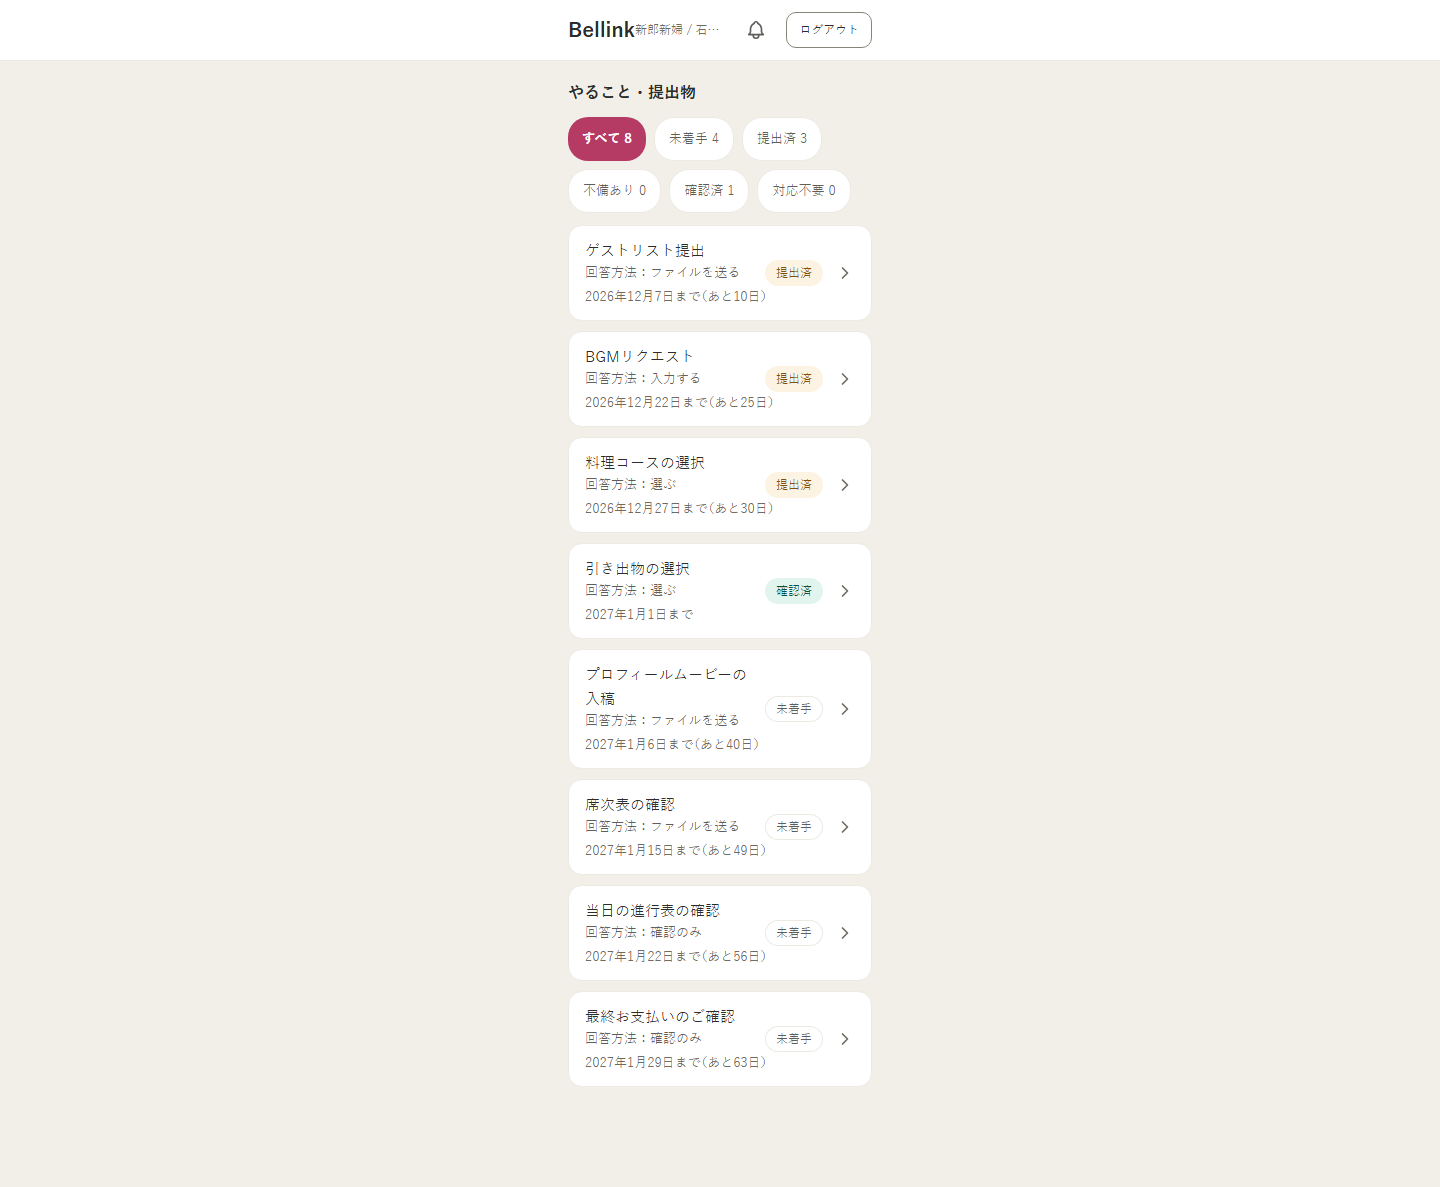 Bellink新郎新婦 / 石…
ログアウト
やること・提出物
すべて 8
未着手 4
提出済 3
不備あり 0
確認済 1
対応不要 0
ゲストリスト提出
回答方法：ファイルを送る
2026年12月7日まで(あと10日)
提出済
BGMリクエスト
回答方法：入力する
2026年12月22日まで(あと25日)
提出済
料理コースの選択
回答方法：選ぶ
2026年12月27日まで(あと30日)
提出済
引き出物の選択
回答方法：選ぶ
2027年1月1日まで
確認済
プロフィールムービーの
入稿
回答方法：ファイルを送る
2027年1月6日まで(あと40日)
未着手
席次表の確認
回答方法：ファイルを送る
2027年1月15日まで(あと49日)
未着手
当日の進行表の確認
回答方法：確認のみ
2027年1月22日まで(あと56日)
未着手
最終お支払いのご確認
回答方法：確認のみ
2027年1月29日まで(あと63日)
未着手